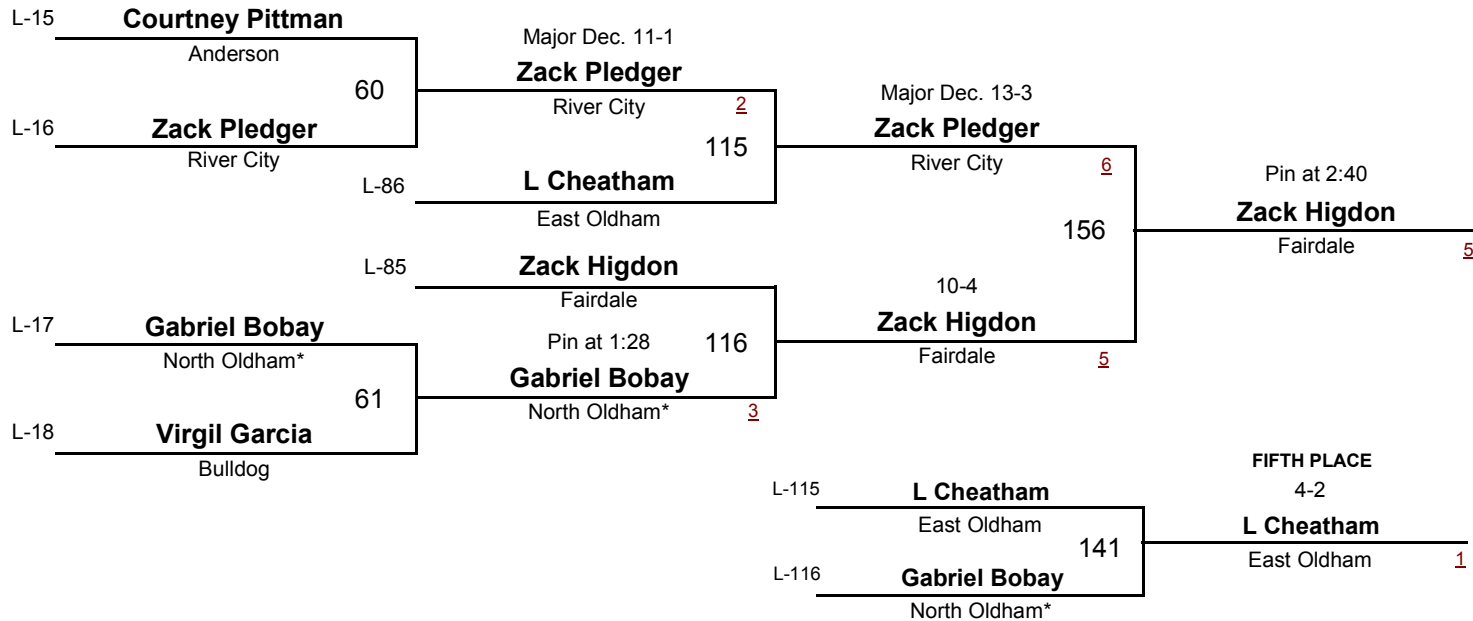 L-15 Courtney Pittman
Anderson
60
L-16 Zack Pledger
River City
Major Dec. 11-1
Zack Pledger
River City 2
115
L-86 L Cheatham
East Oldham
Major Dec. 13-3
Zack Pledger
River City 6
156
Pin at 2:40
Zack Higdon
Fairdale 5
L-85 Zack Higdon
Fairdale
116
10-4
Zack Higdon
Fairdale 5
L-17 Gabriel Bobay
North Oldham*
61
L-18 Virgil Garcia
Bulldog
Pin at 1:28
Gabriel Bobay
North Oldham* 3
L-115 L Cheatham
East Oldham
141
L-116 Gabriel Bobay
North Oldham*
FIFTH PLACE
4-2
L Cheatham
East Oldham 1